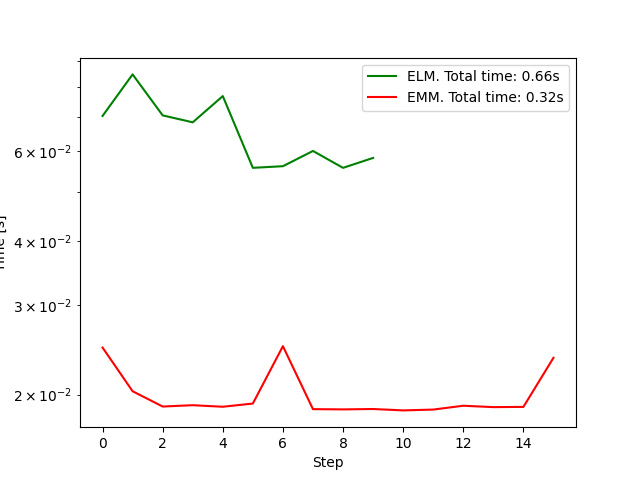 ELM. Total time: 0.66s
EMM. Total time: 0.32s
6 × 10⁻²
4 × 10⁻²
3 × 10⁻²
2 × 10⁻²
0 2 4 6 8 10 12 14
Step